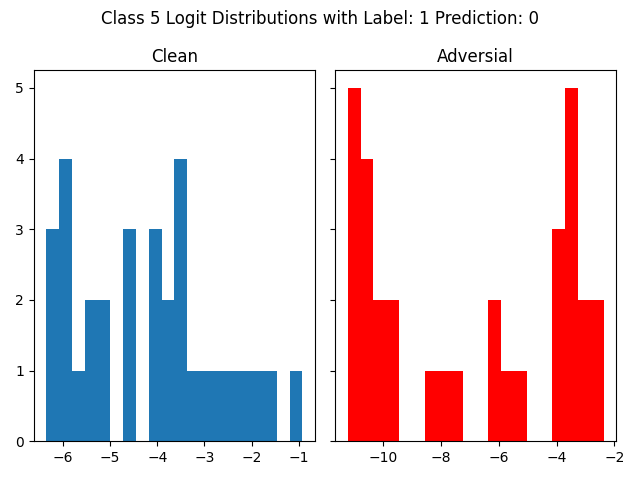 Class 5 Logit Distributions with Label: 1 Prediction: 0
Clean
Adversial
5
4
3
2
1
0
−6 −5 −4 −3 −2 −1
−10 −8 −6 −4 −2